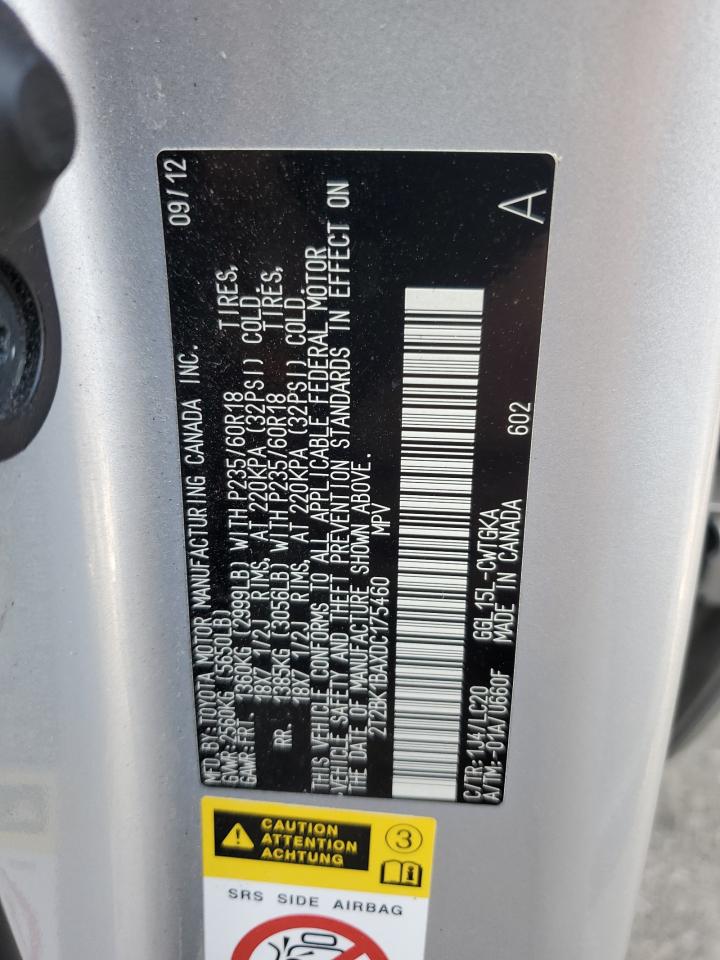 MFD. BY: TOYOTA MOTOR MANUFACTURING CANADA INC. 09/12
GVWR:2560KG (5650LB)
GAWR:FRT 1360KG (2999LB) WITH P235/60R18 TIRES,
18X7 1/2J RIMS, AT 220KPA (32PSI) COLD.
RR. 1385KG (3056LB) WITH P235/60R18 TIRES,
18X7 1/2J RIMS, AT 220KPA (32PSI) COLD.
THIS VEHICLE CONFORMS TO ALL APPLICABLE FEDERAL MOTOR
VEHICLE SAFETY AND THEFT PREVENTION STANDARDS IN EFFECT ON
THE DATE OF MANUFACTURE SHOWN ABOVE.
2T2BK1BAXDC175460 MPV
C/TR:1J4/LC20 GGL15L-CWTGKA 602 A
A/TM:-01A/U660F MADE IN CANADA
CAUTION
ATTENTION
ACHTUNG
3
SRS SIDE AIRBAG